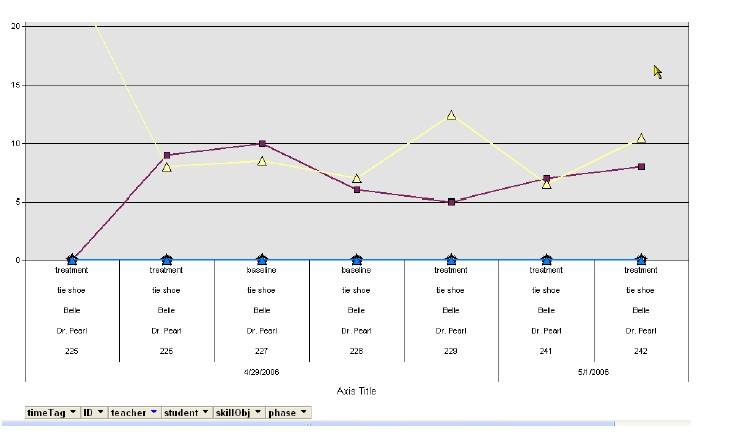 20
15
10
5
0
treatment treatment baseline baseline treatment treatment treatment
tie shoe tie shoe tie shoe tie shoe tie shoe tie shoe tie shoe
Belle Belle Belle Belle Belle Belle Belle
Dr. Pearl Dr. Pearl Dr. Pearl Dr. Pearl Dr. Pearl Dr. Pearl Dr. Pearl
225 226 227 228 229 241 242
4/29/2006 5/1/2006
Axis Title
timeTag ID teacher student skillObj phase